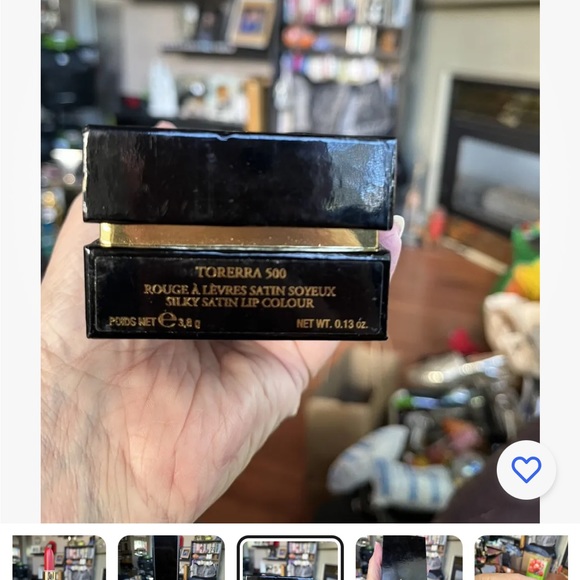 TORERRA 500
ROUGE À LÈVRES SATIN SOYEUX
SILKY SATIN LIP COLOUR
POIDS NET ℮ 3,8 g NET WT. 0.13 oz.